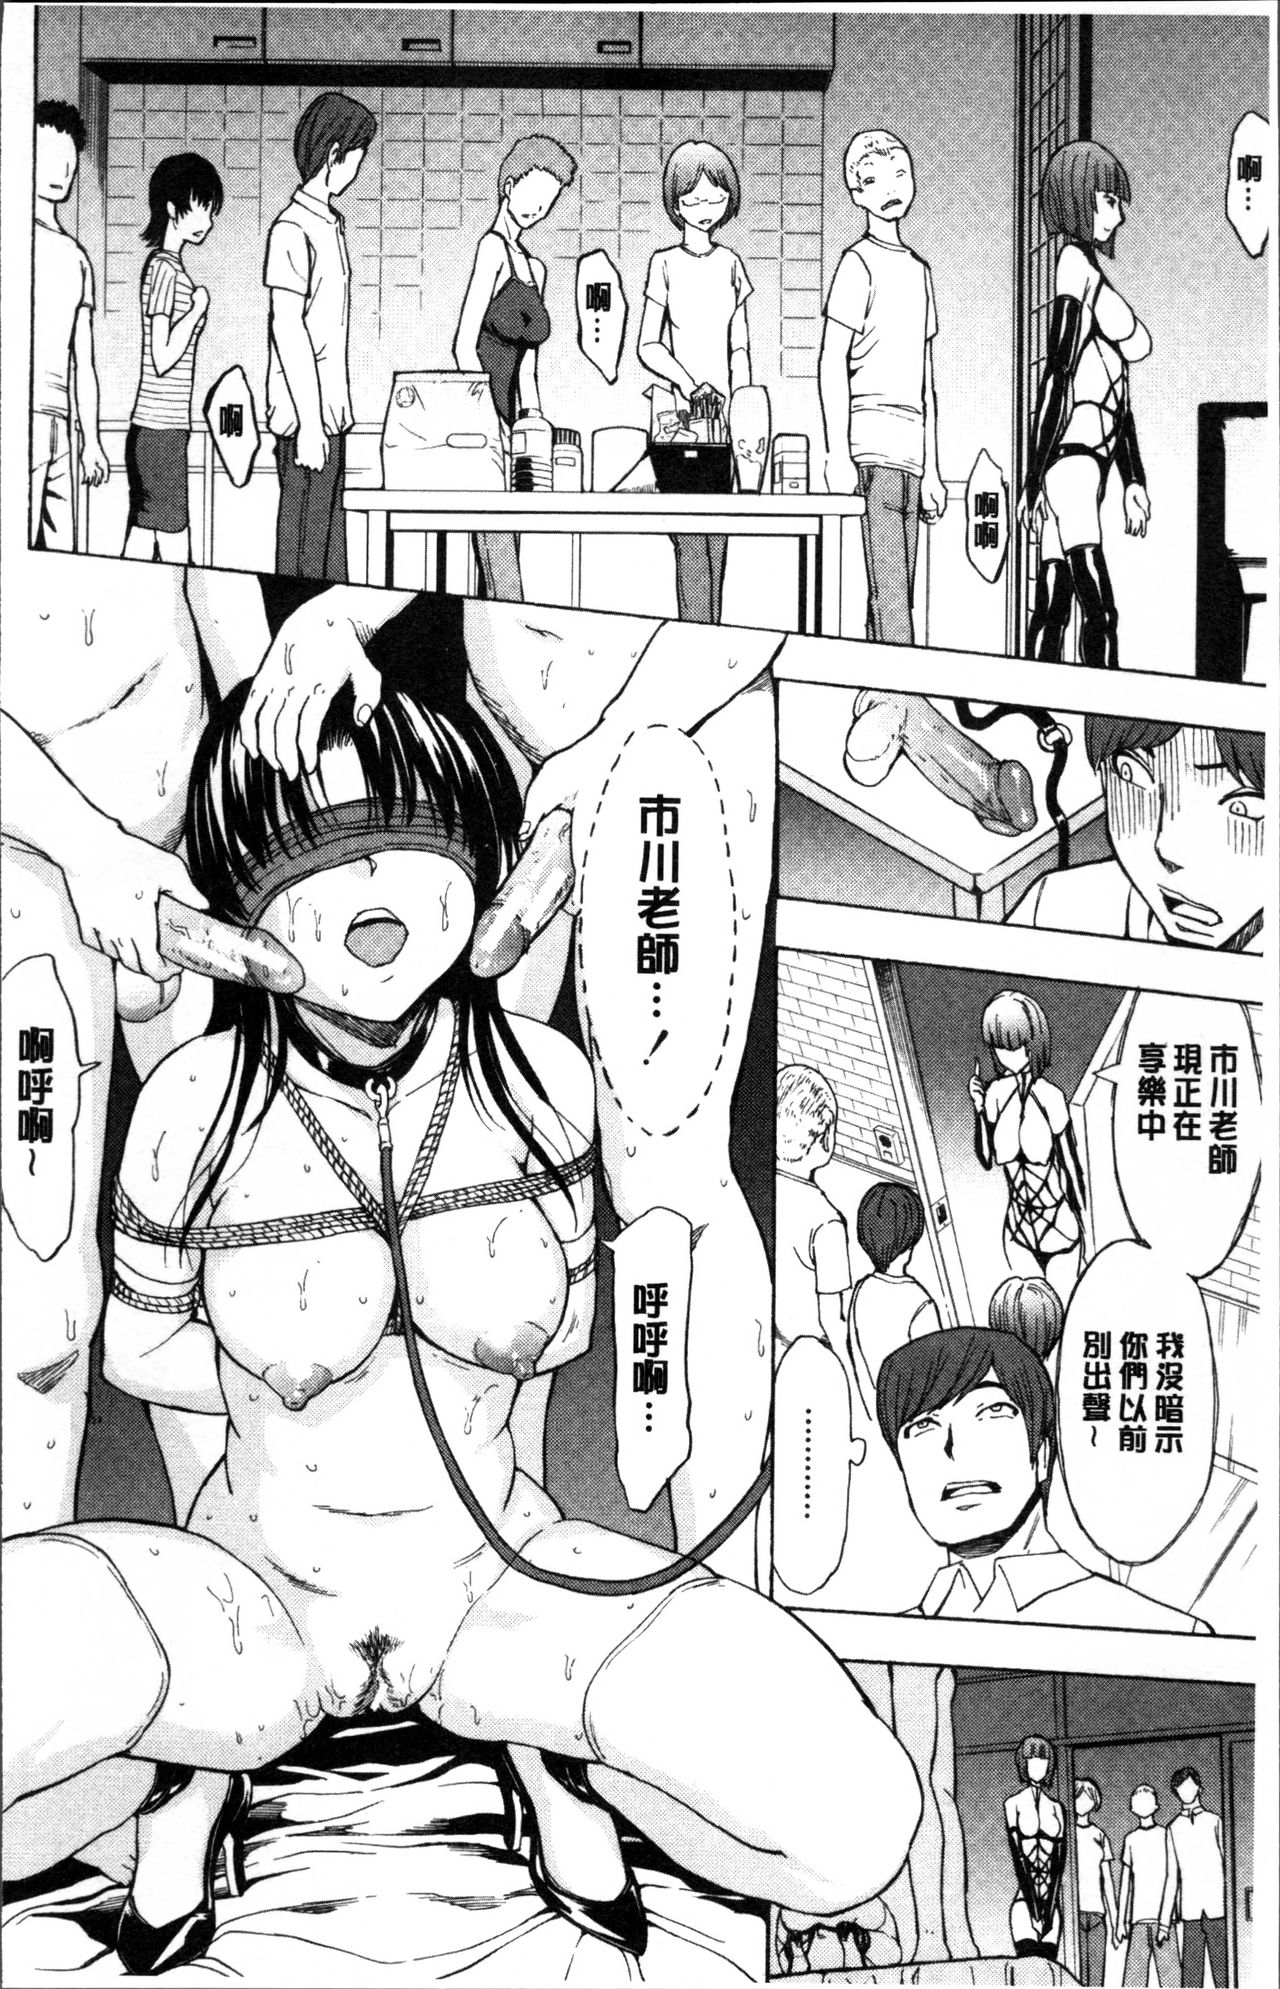 啊…
啊啊
啊…
啊
市川老師
現正在
享樂中
我沒暗示
你們以前
別出聲~
………
市川老師…!
呼呼啊…
啊呼啊~